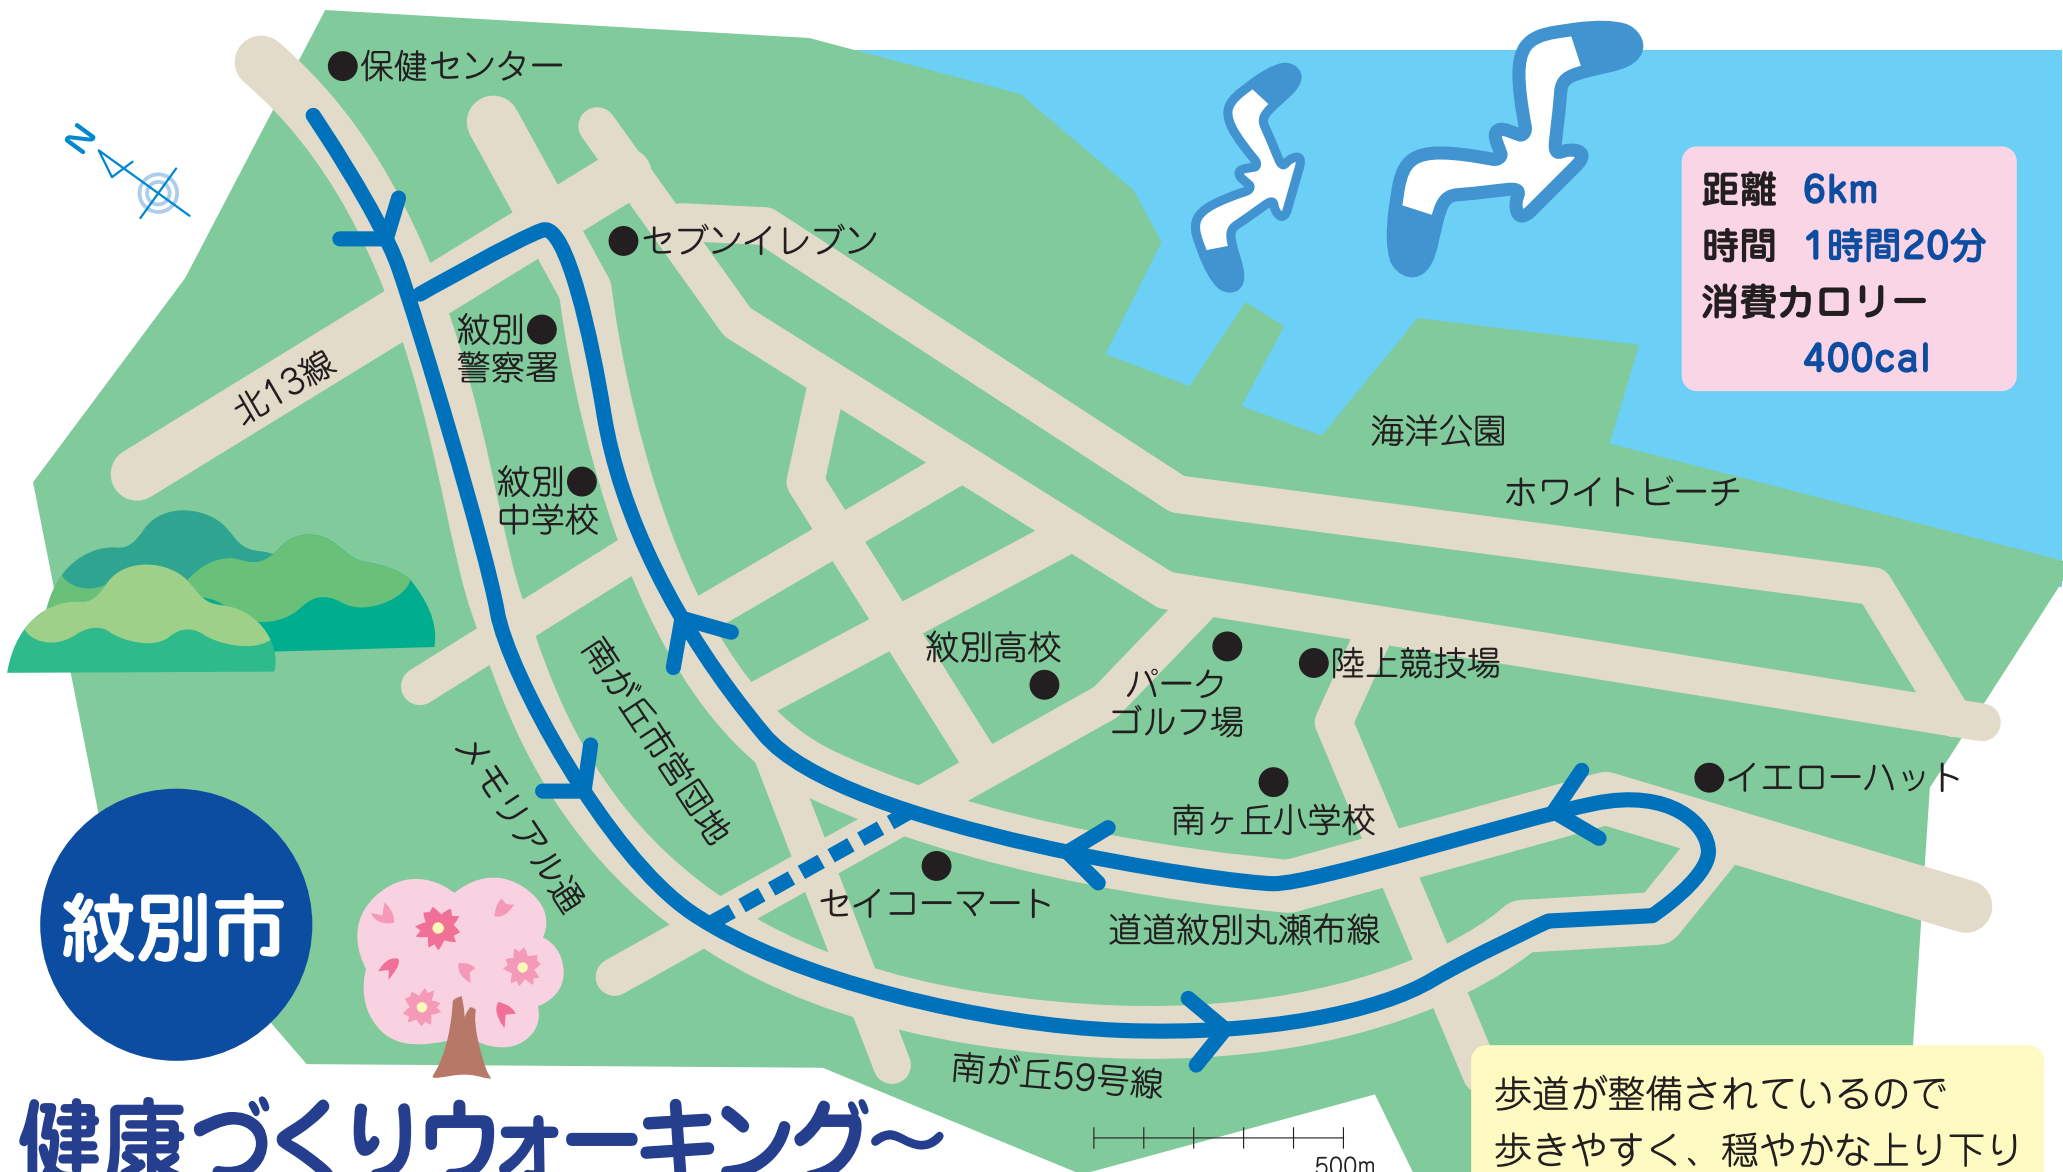 保健センター
N
セブンイレブン
距離 6km
時間 1時間20分
消費カロリー
400cal
紋別
警察署
北13線
海洋公園
ホワイトビーチ
紋別
中学校
紋別高校
パーク
ゴルフ場
陸上競技場
南が丘市営団地
メモリアル通
イエローハット
南ヶ丘小学校
セイコーマート
道道紋別丸瀬布線
紋別市
南が丘59号線
健康づくりウォーキング～
500m
歩道が整備されているので
歩きやすく、穏やかな上り下り